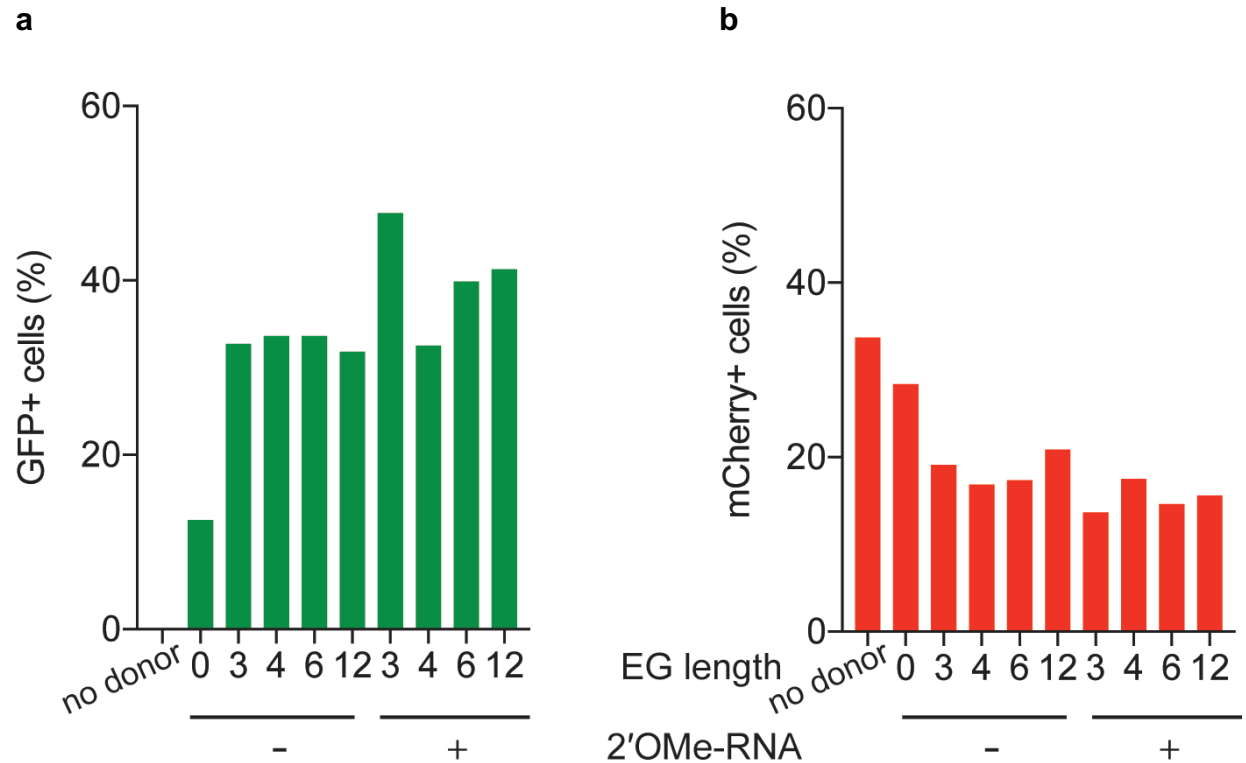 a
b
60
40
20
0
GFP+ cells (%)
60
40
20
0
mCherry+ cells (%)
no donor 0 3 4 6 12 3 4 6 12
EG length
no donor 0 3 4 6 12 3 4 6 12
- +
2′OMe-RNA
- +